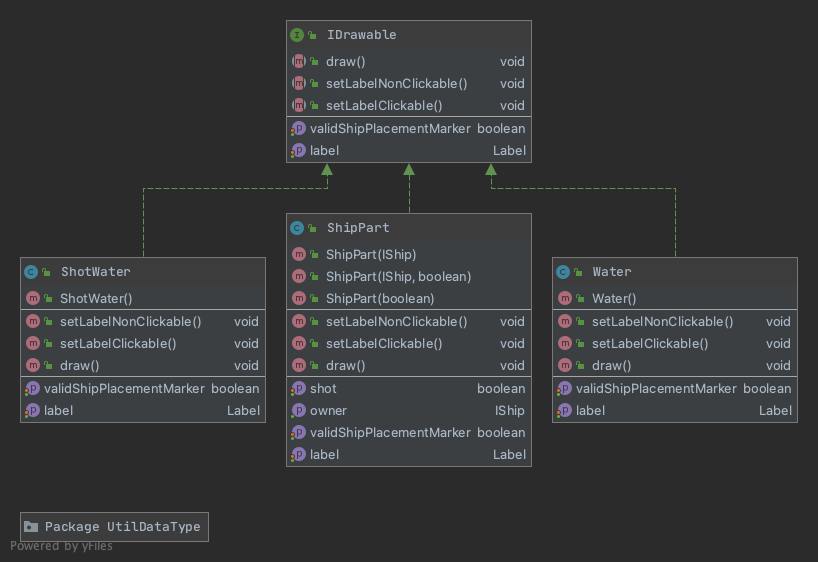 IDrawable
draw() void
setLabelNonClickable() void
setLabelClickable() void
validShipPlacementMarker boolean
label Label
ShotWater
ShotWater()
setLabelNonClickable() void
setLabelClickable() void
draw() void
validShipPlacementMarker boolean
label Label
ShipPart
ShipPart(IShip)
ShipPart(IShip, boolean)
ShipPart(boolean)
setLabelNonClickable() void
setLabelClickable() void
draw() void
shot boolean
owner IShip
validShipPlacementMarker boolean
label Label
Water
Water()
setLabelNonClickable() void
setLabelClickable() void
draw() void
validShipPlacementMarker boolean
label Label
Package UtilDataType
Powered by yFiles